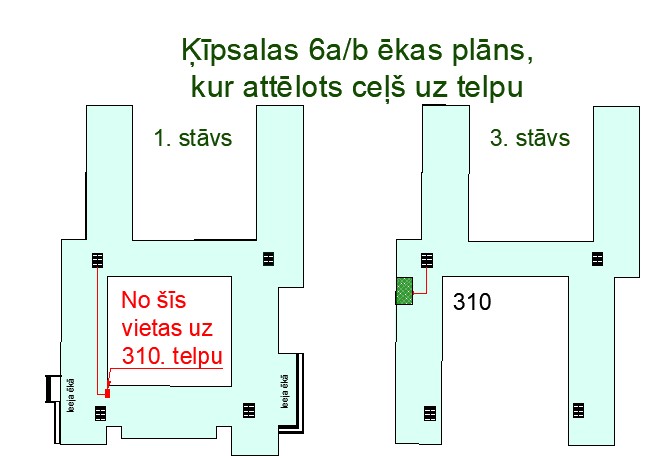 Ķīpsalas 6a/b ēkas plāns,
kur attēlots ceļš uz telpu
1. stāvs
3. stāvs
No šīs
vietas uz
310. telpu
310
Ieeja ēkā
Ieeja ēkā